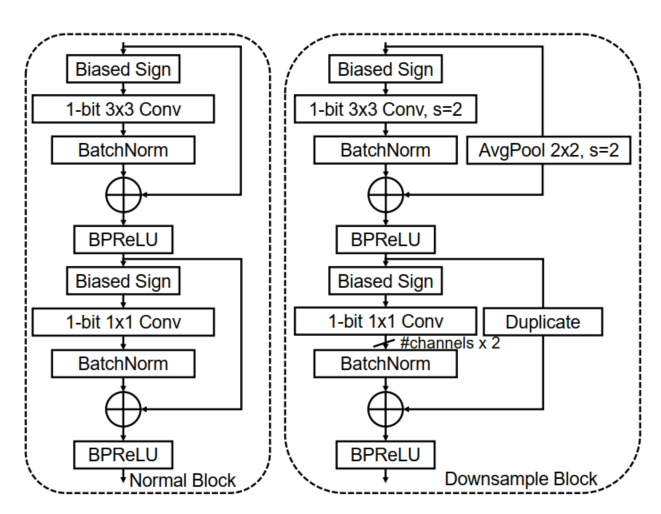 Biased Sign
1-bit 3x3 Conv
BatchNorm
BPReLU
Biased Sign
1-bit 1x1 Conv
BatchNorm
BPReLU
Normal Block
Biased Sign
1-bit 3x3 Conv, s=2
BatchNorm
AvgPool 2x2, s=2
BPReLU
Biased Sign
1-bit 1x1 Conv
Duplicate
#channels x 2
BatchNorm
BPReLU
Downsample Block